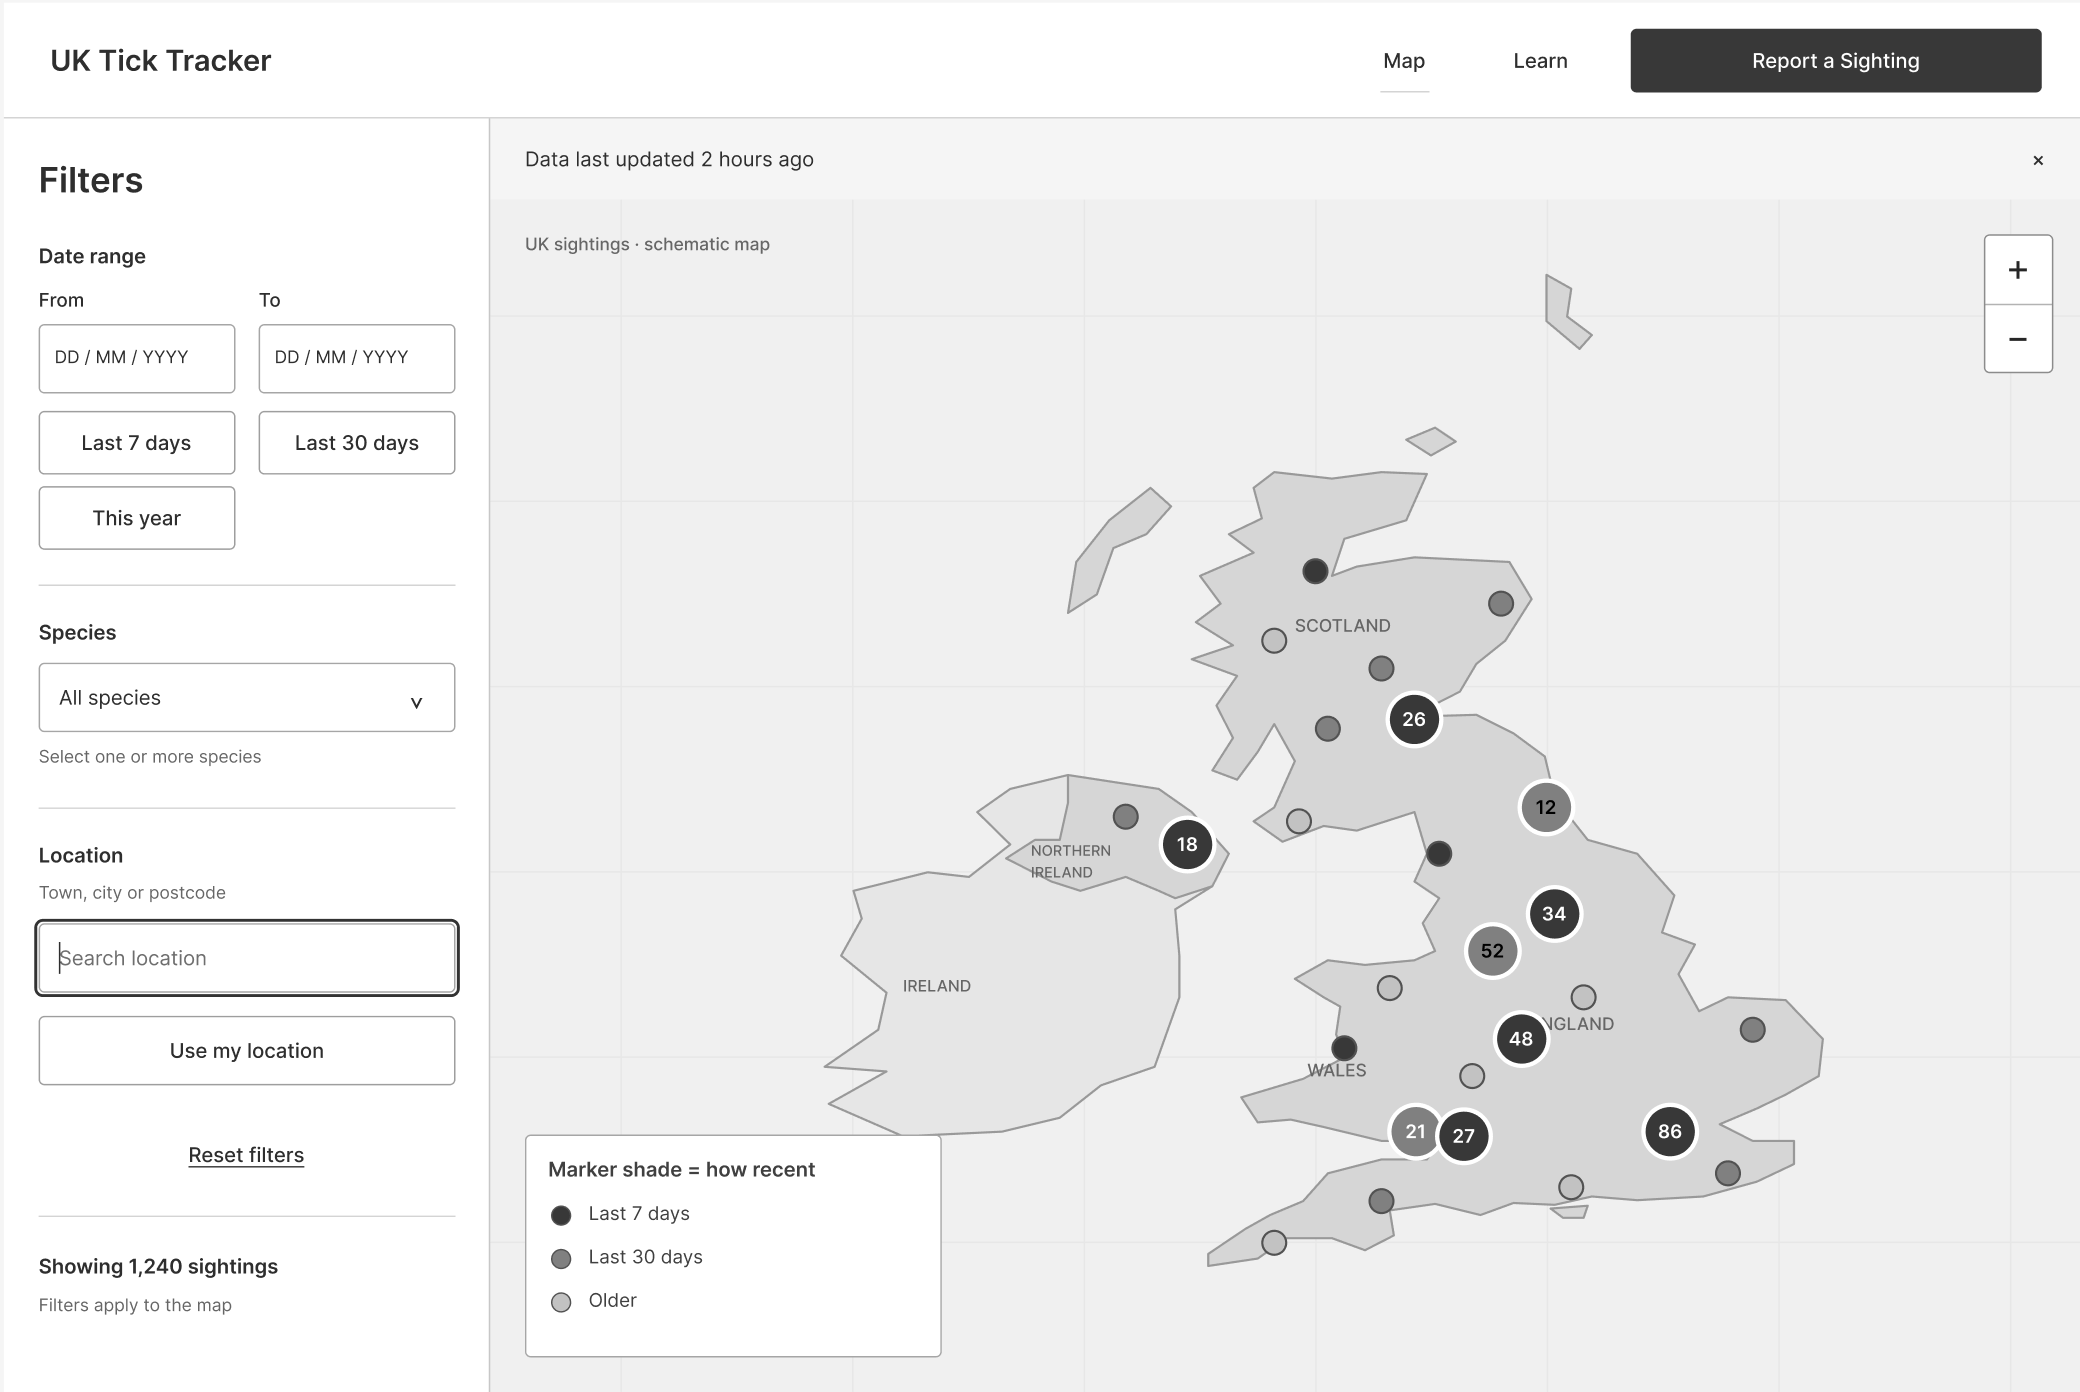 UK Tick Tracker
Map
Learn
Report a Sighting
Filters
Date range
From
To
DD / MM / YYYY
DD / MM / YYYY
Last 7 days
Last 30 days
This year
Species
All species
v
Select one or more species
Location
Town, city or postcode
Search location
Use my location
Reset filters
Showing 1,240 sightings
Filters apply to the map
Data last updated 2 hours ago
×
UK sightings · schematic map
+
−
SCOTLAND
26
12
18
NORTHERN
IRELAND
34
52
IRELAND
NGLAND
48
WALES
21
27
86
Marker shade = how recent
Last 7 days
Last 30 days
Older